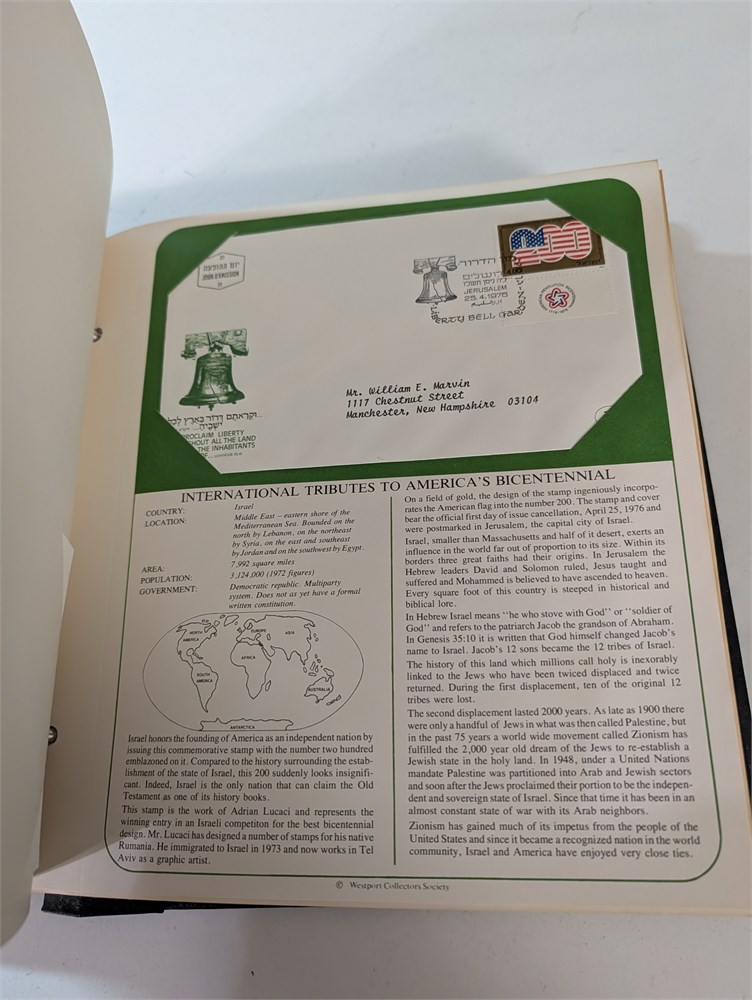 יום ההופעה
JOUR D'EMISSION
גן הדרור
ירושלים
JERUSALEM
25.4.1976
LIBERTY BELL GARDEN
200
ישראל
AMERICAN REVOLUTION BICENTENNIAL
1776-1976
וקראתם דרור בארץ לכל
ישביה...
PROCLAIM LIBERTY
HOUT ALL THE LAND
THE INHABITANTS
Mr. William E. Marvin
1117 Chestnut Street
Manchester, New Hampshire 03104
INTERNATIONAL TRIBUTES TO AMERICA'S BICENTENNIAL
COUNTRY: Israel
LOCATION: Middle East – eastern shore of the
Mediterranean Sea. Bounded on the
north by Lebanon, on the northeast
by Syria, on the east and southeast
by Jordan and on the southwest by Egypt.
AREA: 7,992 square miles
POPULATION: 3,124,000 (1972 figures)
GOVERNMENT: Democratic republic. Multiparty
system. Does not as yet have a formal
written constitution.
NORTH
AMERICA
EUROPE
ASIA
AFRICA
SOUTH
AMERICA
AUSTRALIA
ANTARCTICA
Israel honors the founding of America as an independent nation by
issuing this commemorative stamp with the number two hundred
emblazoned on it. Compared to the history surrounding the estab-
lishment of the state of Israel, this 200 suddenly looks insignifi-
cant. Indeed, Israel is the only nation that can claim the Old
Testament as one of its history books.
This stamp is the work of Adrian Lucaci and represents the
winning entry in an Israeli competiton for the best bicentennial
design. Mr. Lucaci has designed a number of stamps for his native
Rumania. He immigrated to Israel in 1973 and now works in Tel
Aviv as a graphic artist.
On a field of gold, the design of the stamp ingeniously incorpo-
rates the American flag into the number 200. The stamp and cover
bear the official first day of issue cancellation, April 25, 1976 and
were postmarked in Jerusalem, the capital city of Israel.
Israel, smaller than Massachusetts and half of it desert, exerts an
influence in the world far out of proportion to its size. Within its
borders three great faiths had their origins. In Jerusalem the
Hebrew leaders David and Solomon ruled, Jesus taught and
suffered and Mohammed is believed to have ascended to heaven.
Every square foot of this country is steeped in historical and
biblical lore.
In Hebrew Israel means "he who stove with God" or "soldier of
God" and refers to the patriarch Jacob the grandson of Abraham.
In Genesis 35:10 it is written that God himself changed Jacob's
name to Israel. Jacob's 12 sons became the 12 tribes of Israel.
The history of this land which millions call holy is inexorably
linked to the Jews who have been twiced displaced and twice
returned. During the first displacement, ten of the original 12
tribes were lost.
The second displacement lasted 2000 years. As late as 1900 there
were only a handful of Jews in what was then called Palestine, but
in the past 75 years a world wide movement called Zionism has
fulfilled the 2,000 year old dream of the Jews to re-establish a
Jewish state in the holy land. In 1948, under a United Nations
mandate Palestine was partitioned into Arab and Jewish sectors
and soon after the Jews proclaimed their portion to be the indepen-
dent and sovereign state of Israel. Since that time it has been in an
almost constant state of war with its Arab neighbors.
Zionism has gained much of its impetus from the people of the
United States and since it became a recognized nation in the world
community, Israel and America have enjoyed very close ties.
© Westport Collectors Society